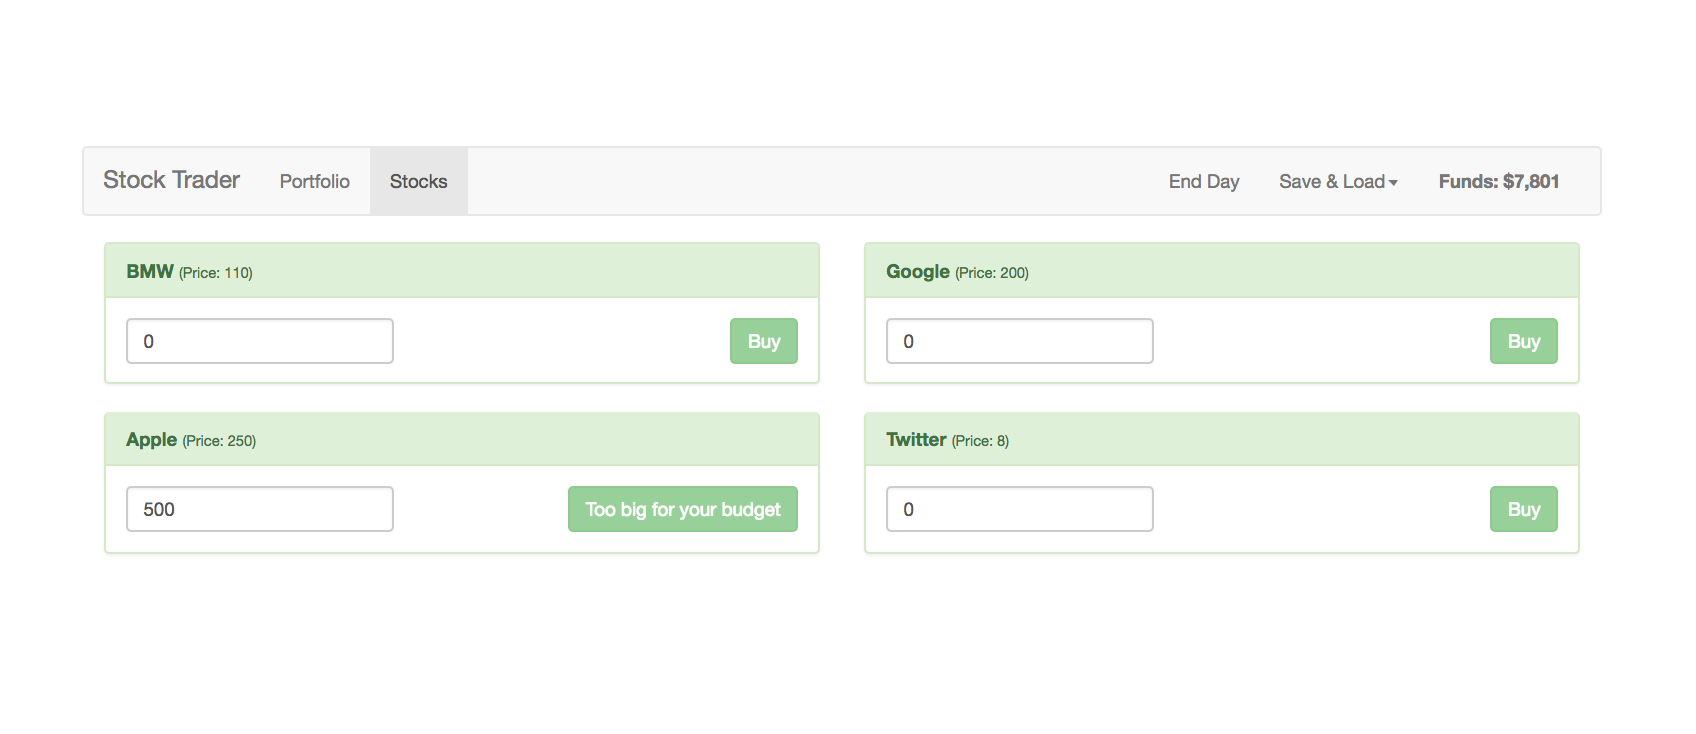 Stock Trader Portfolio Stocks End Day Save & Load Funds: $7,801
BMW (Price: 110)
0 Buy
Google (Price: 200)
0 Buy
Apple (Price: 250)
500 Too big for your budget
Twitter (Price: 8)
0 Buy